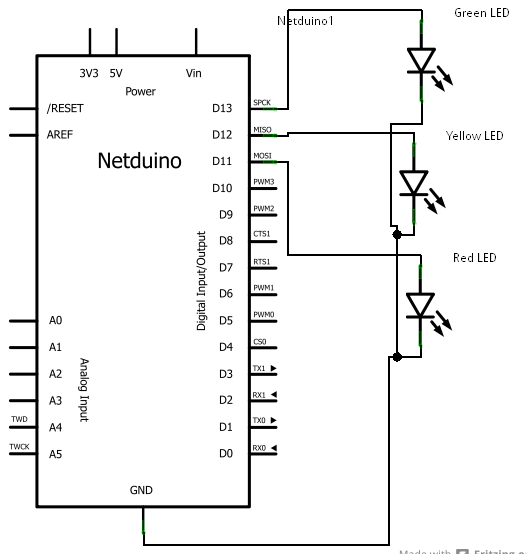 Green LED
Netduino1
3V3 5V Vin
Power
/RESET
AREF
Netduino
D13 SPCK
D12 MISO
D11 MOSI
D10 PWM3
D9 PWM2
D8 CTS1
D7 RTS1
D6 PWM1
D5 PWM0
D4 CS0
D3 TX1
D2 RX1
D1 TX0
D0 RX0
Digital Input/Output
Yellow LED
Red LED
A0
A1
A2
A3
TWD A4
TWCK A5
Analog Input
GND
Made with Fritzing.o